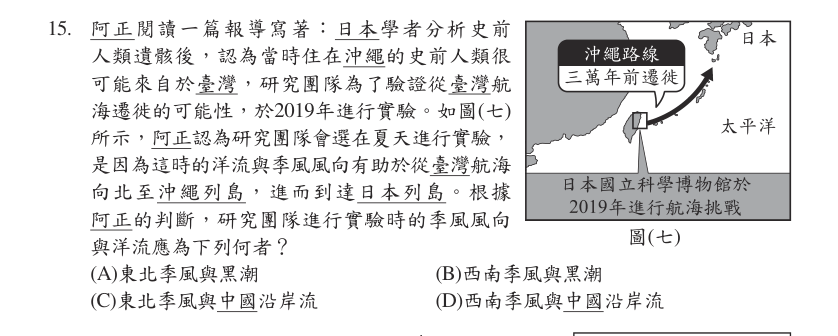 15. 阿正閱讀一篇報導寫著：日本學者分析史前
人類遺骸後，認為當時住在沖繩的史前人類很
可能來自於臺灣，研究團隊為了驗證從臺灣航
海遷徙的可能性，於2019年進行實驗。如圖(七)
所示，阿正認為研究團隊會選在夏天進行實驗，
是因為這時的洋流與季風風向有助於從臺灣航海
向北至沖繩列島，進而到達日本列島。根據
阿正的判斷，研究團隊進行實驗時的季風風向
與洋流應為下列何者？
(A)東北季風與黑潮
(B)西南季風與黑潮
(C)東北季風與中國沿岸流
(D)西南季風與中國沿岸流
沖繩路線
三萬年前遷徙
日本
太平洋
日本國立科學博物館於
2019年進行航海挑戰
圖(七)